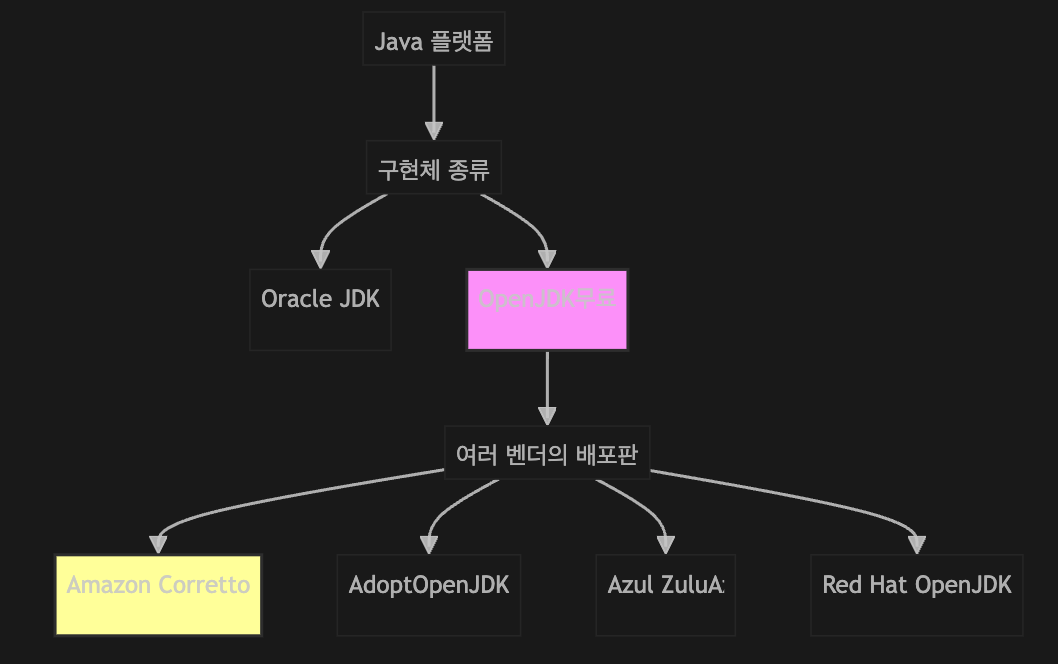 Java 플랫폼
구현체 종류
Oracle JDK
OpenJDK무료
여러 벤더의 배포판
Amazon Corretto
AdoptOpenJDK
Azul ZuluA
Red Hat OpenJDK